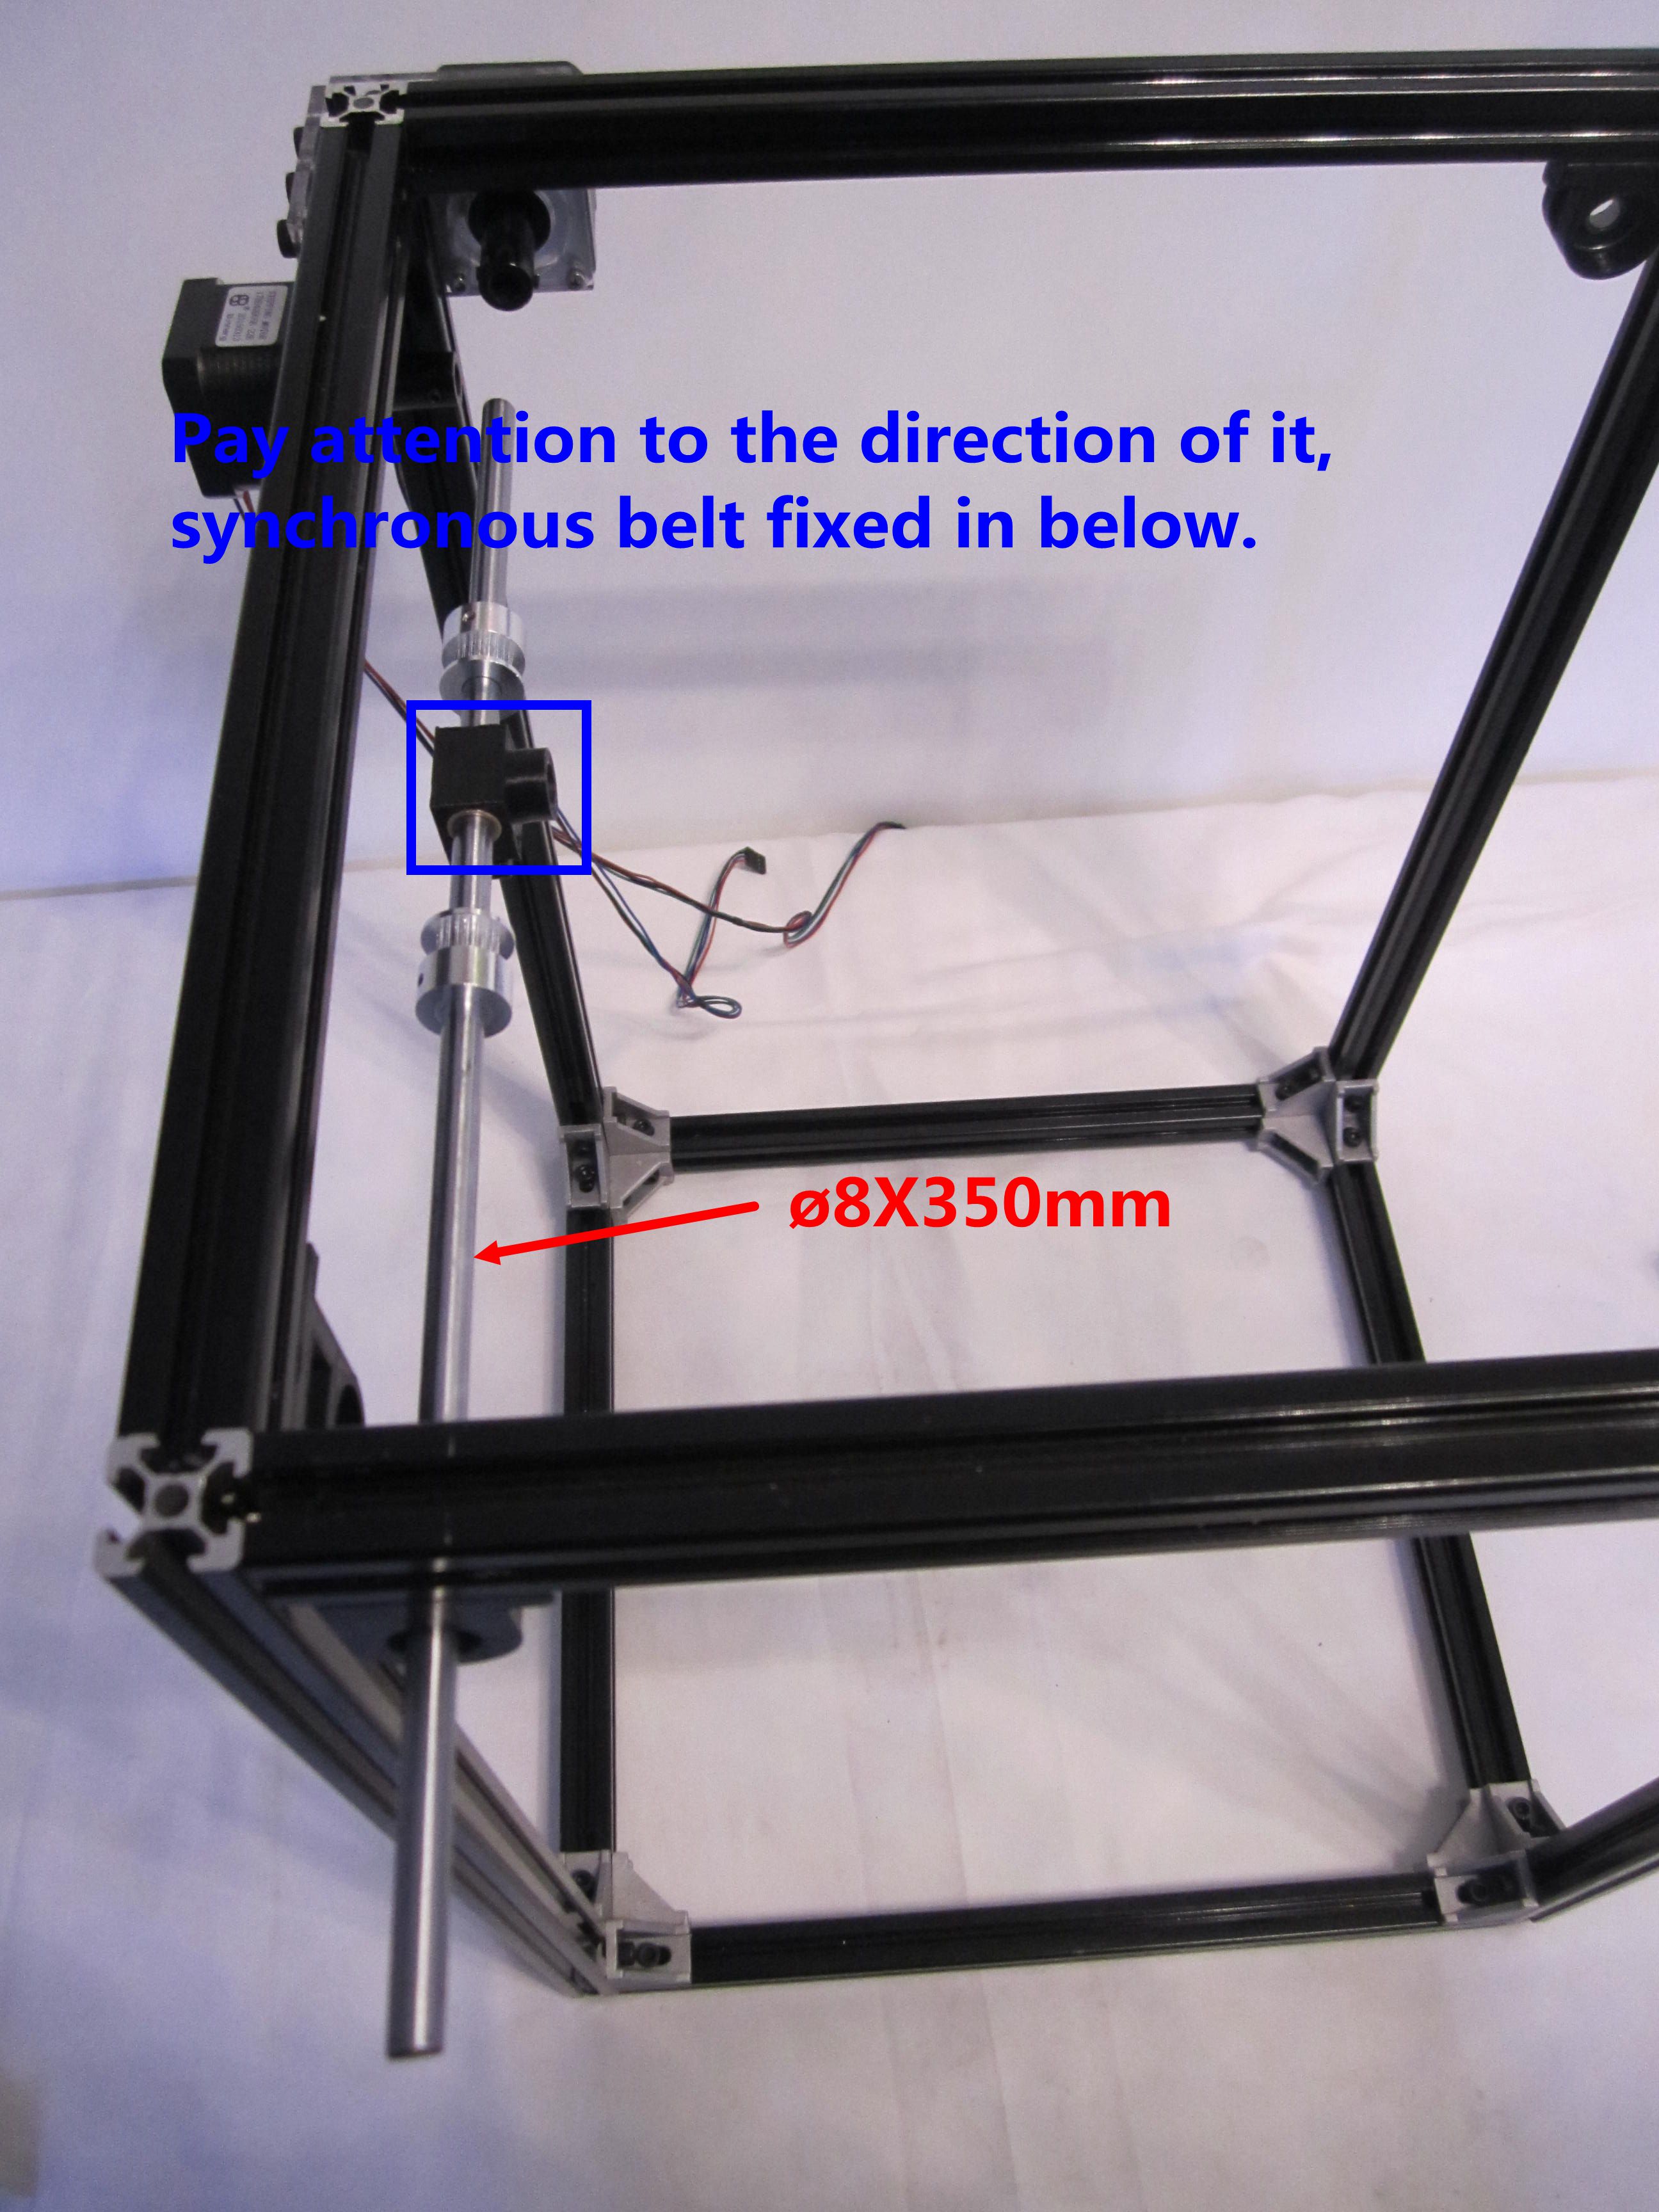 Pay attention to the direction of it,
synchronous belt fixed in below.
ø8X350mm